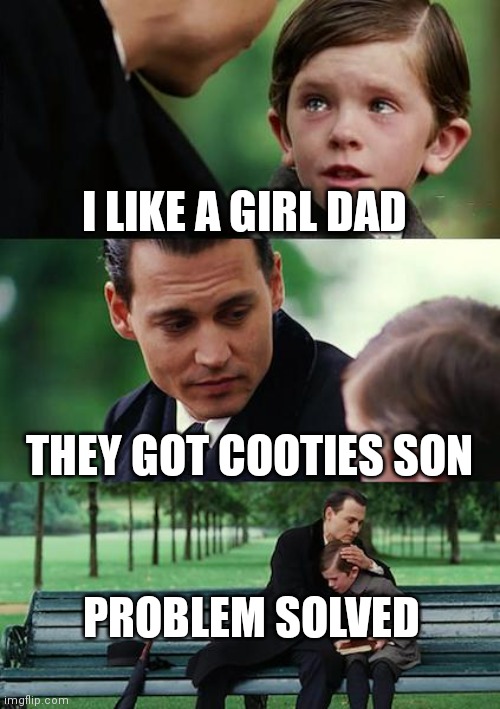 I LIKE A GIRL DAD
THEY GOT COOTIES SON
PROBLEM SOLVED
imgflip.com